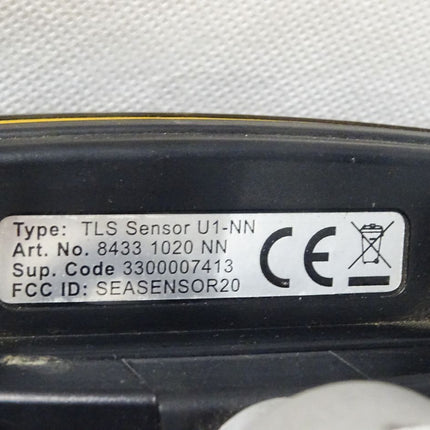 Type: TLS Sensor U1-NN
Art. No. 8433 1020 NN
Sup. Code 3300007413
FCC ID: SEASENSOR20
CE